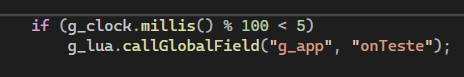 if (g_clock.millis() % 100 < 5)
    g_lua.callGlobalField("g_app", "onTeste");